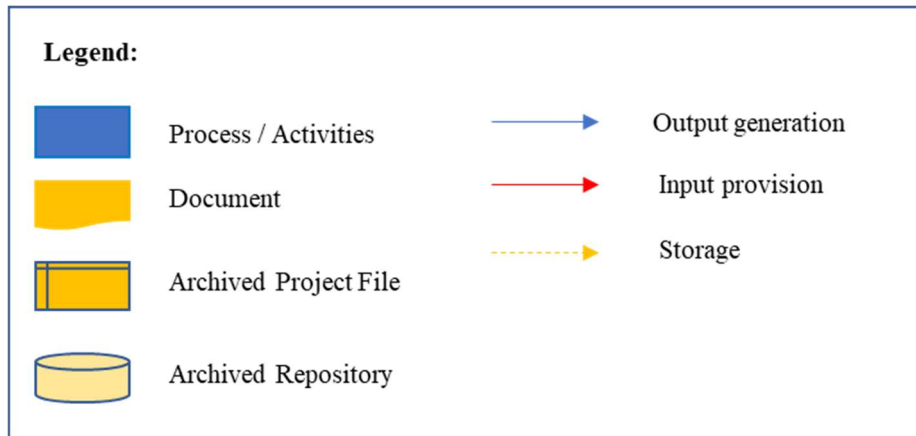 Legend:
Process / Activities
Document
Archived Project File
Archived Repository
Output generation
Input provision
Storage